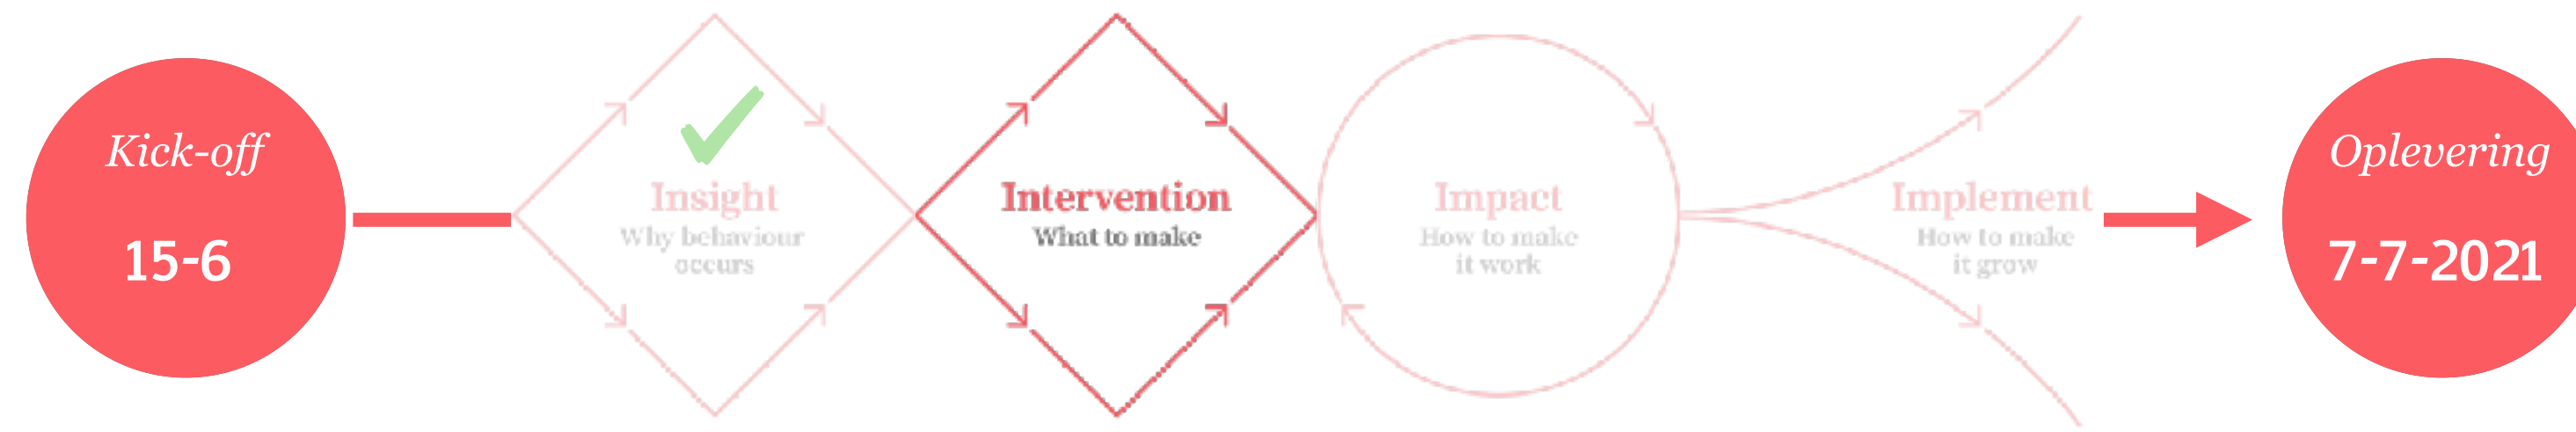 Kick-off
15-6
Insight
Why behaviour
occurs
Intervention
What to make
Impact
How to make
it work
Implement
How to make
it grow
Oplevering
7-7-2021